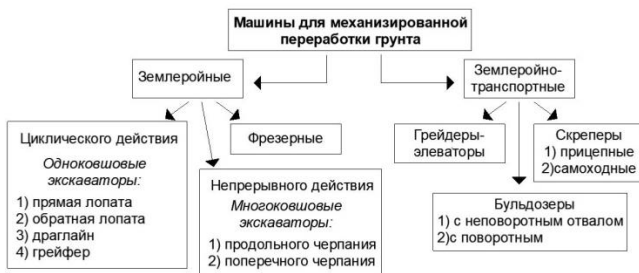 Машины для механизированной
переработки грунта
Землеройные
Землеройно-
транспортные
Циклического действия
Одноковшовые
экскаваторы:
1) прямая лопата
2) обратная лопата
3) драглайн
4) грейфер
Фрезерные
Непрерывного действия
Многоковшовые
экскаваторы:
1) продольного черпания
2) поперечного черпания
Грейдеры-
элеваторы
Скреперы
1) прицепные
2)самоходные
Бульдозеры
1) с неповоротным отвалом
2)с поворотным